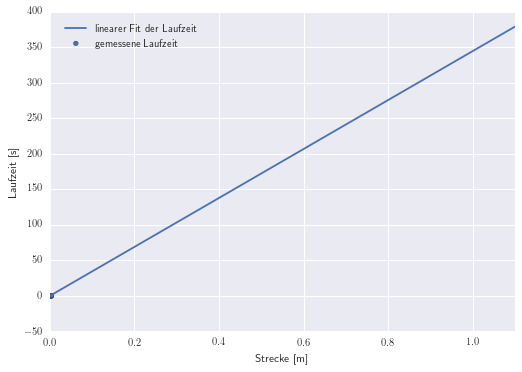 400
350
300
250
200
150
100
50
0
−50
0.0 0.2 0.4 0.6 0.8 1.0
Strecke [m]
Laufzeit [s]
linearer Fit der Laufzeit
gemessene Laufzeit